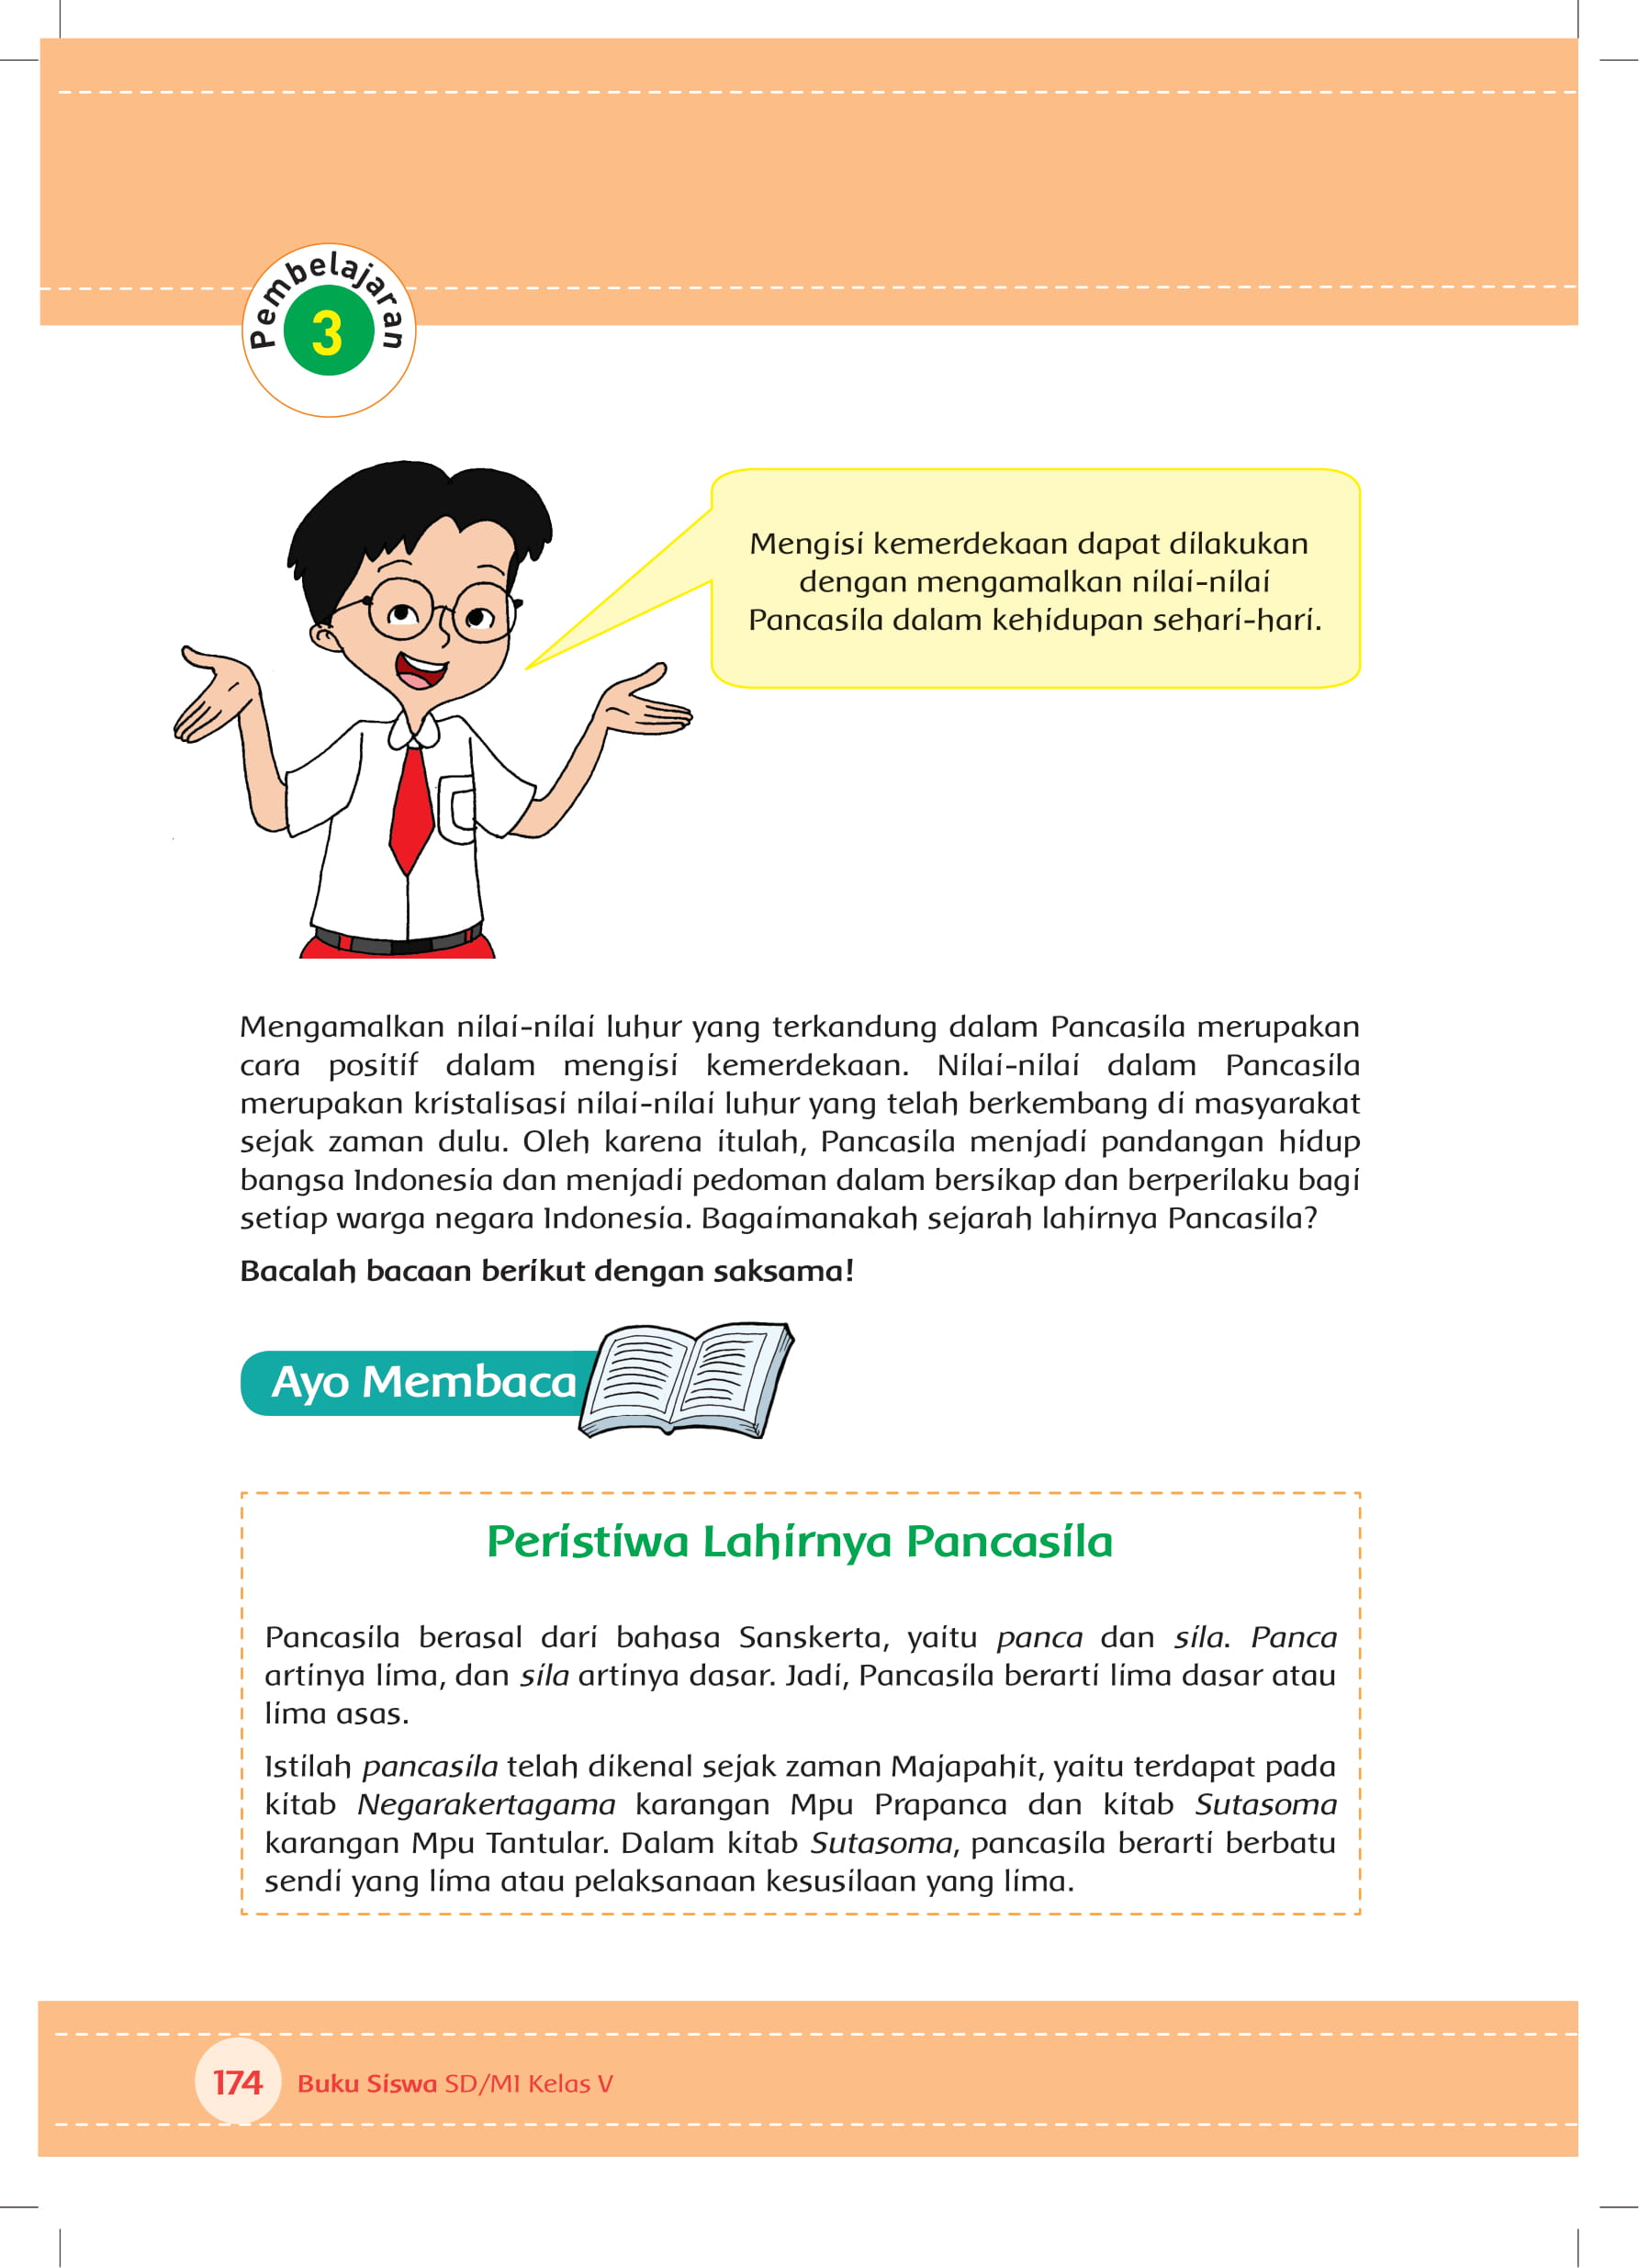 Pembelajaran
3
Mengisi kemerdekaan dapat dilakukan
dengan mengamalkan nilai-nilai
Pancasila dalam kehidupan sehari-hari.
Mengamalkan nilai-nilai luhur yang terkandung dalam Pancasila merupakan
cara positif dalam mengisi kemerdekaan. Nilai-nilai dalam Pancasila
merupakan kristalisasi nilai-nilai luhur yang telah berkembang di masyarakat
sejak zaman dulu. Oleh karena itulah, Pancasila menjadi pandangan hidup
bangsa Indonesia dan menjadi pedoman dalam bersikap dan berperilaku bagi
setiap warga negara Indonesia. Bagaimanakah sejarah lahirnya Pancasila?
Bacalah bacaan berikut dengan saksama!
Ayo Membaca
Peristiwa Lahirnya Pancasila
Pancasila berasal dari bahasa Sanskerta, yaitu panca dan sila. Panca
artinya lima, dan sila artinya dasar. Jadi, Pancasila berarti lima dasar atau
lima asas.
Istilah pancasila telah dikenal sejak zaman Majapahit, yaitu terdapat pada
kitab Negarakertagama karangan Mpu Prapanca dan kitab Sutasoma
karangan Mpu Tantular. Dalam kitab Sutasoma, pancasila berarti berbatu
sendi yang lima atau pelaksanaan kesusilaan yang lima.
174 Buku Siswa SD/MI Kelas V